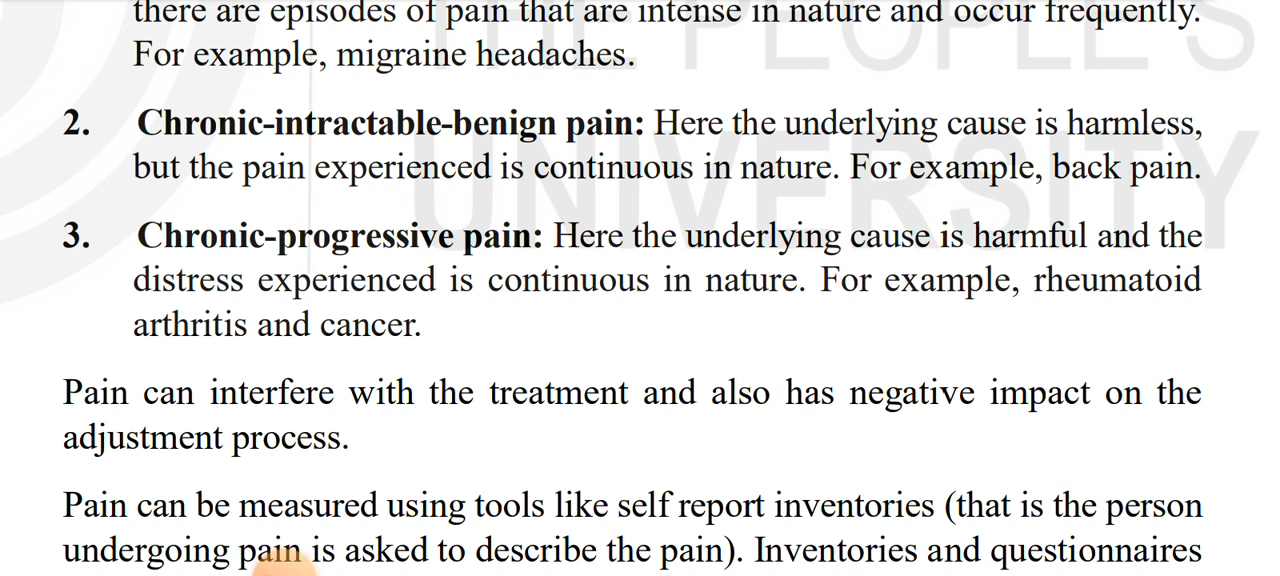 there are episodes of pain that are intense in nature and occur frequently.
For example, migraine headaches.
2. Chronic-intractable-benign pain: Here the underlying cause is harmless,
but the pain experienced is continuous in nature. For example, back pain.
3. Chronic-progressive pain: Here the underlying cause is harmful and the
distress experienced is continuous in nature. For example, rheumatoid
arthritis and cancer.
Pain can interfere with the treatment and also has negative impact on the
adjustment process.
Pain can be measured using tools like self report inventories (that is the person
undergoing pain is asked to describe the pain). Inventories and questionnaires
THE PEOPLE'S
UNIVERSITY